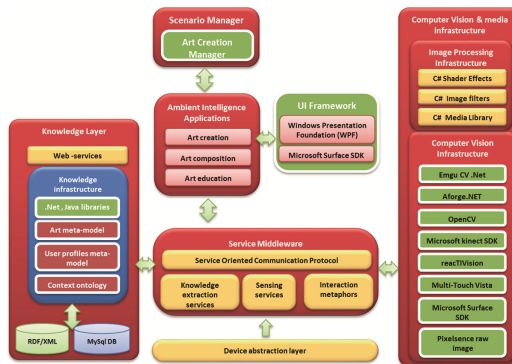 Scenario Manager
Art Creation
Manager
Computer Vision & media
infrastructure
Image Processing
Infrastructure
C# Shader Effects
C# Image filters
C# Media Library
Ambient Intelligence
Applications
Art creation
Art composition
Art education
UI Framework
Windows Presentation
Foundation (WPF)
Microsoft Surface SDK
Knowledge Layer
Web -services
Knowledge infrastructure
.Net, Java libraries
Art meta-model
User profiles meta-
model
Context ontology
RDF/XML
MySql DB
Computer Vision
Infrastructure
Emgu CV .Net
Aforge.NET
OpenCV
Microsoft kinect SDK
reacTIVision
Multi-Touch Vista
Microsoft Surface
SDK
Pixelsence raw
image
Service Middleware
Service Oriented Communication Protocol
Knowledge
extraction
services
Sensing
services
Interaction
metaphors
Device abstraction layer